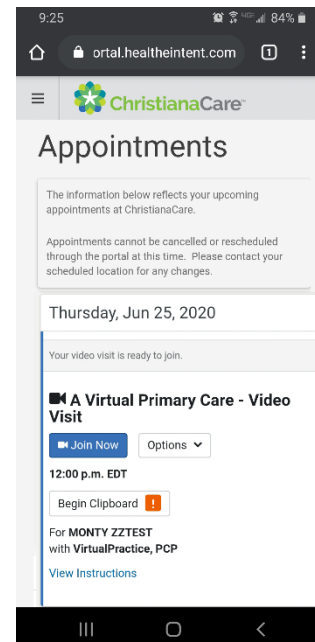 9:25 4GE 84%
ortal.healtheintent.com 1
ChristianaCare
Appointments
The information below reflects your upcoming
appointments at ChristianaCare.
Appointments cannot be cancelled or rescheduled
through the portal at this time. Please contact your
scheduled location for any changes.
Thursday, Jun 25, 2020
Your video visit is ready to join.
A Virtual Primary Care - Video
Visit
Join Now Options
12:00 p.m. EDT
Begin Clipboard !
For MONTY ZZTEST
with VirtualPractice, PCP
View Instructions